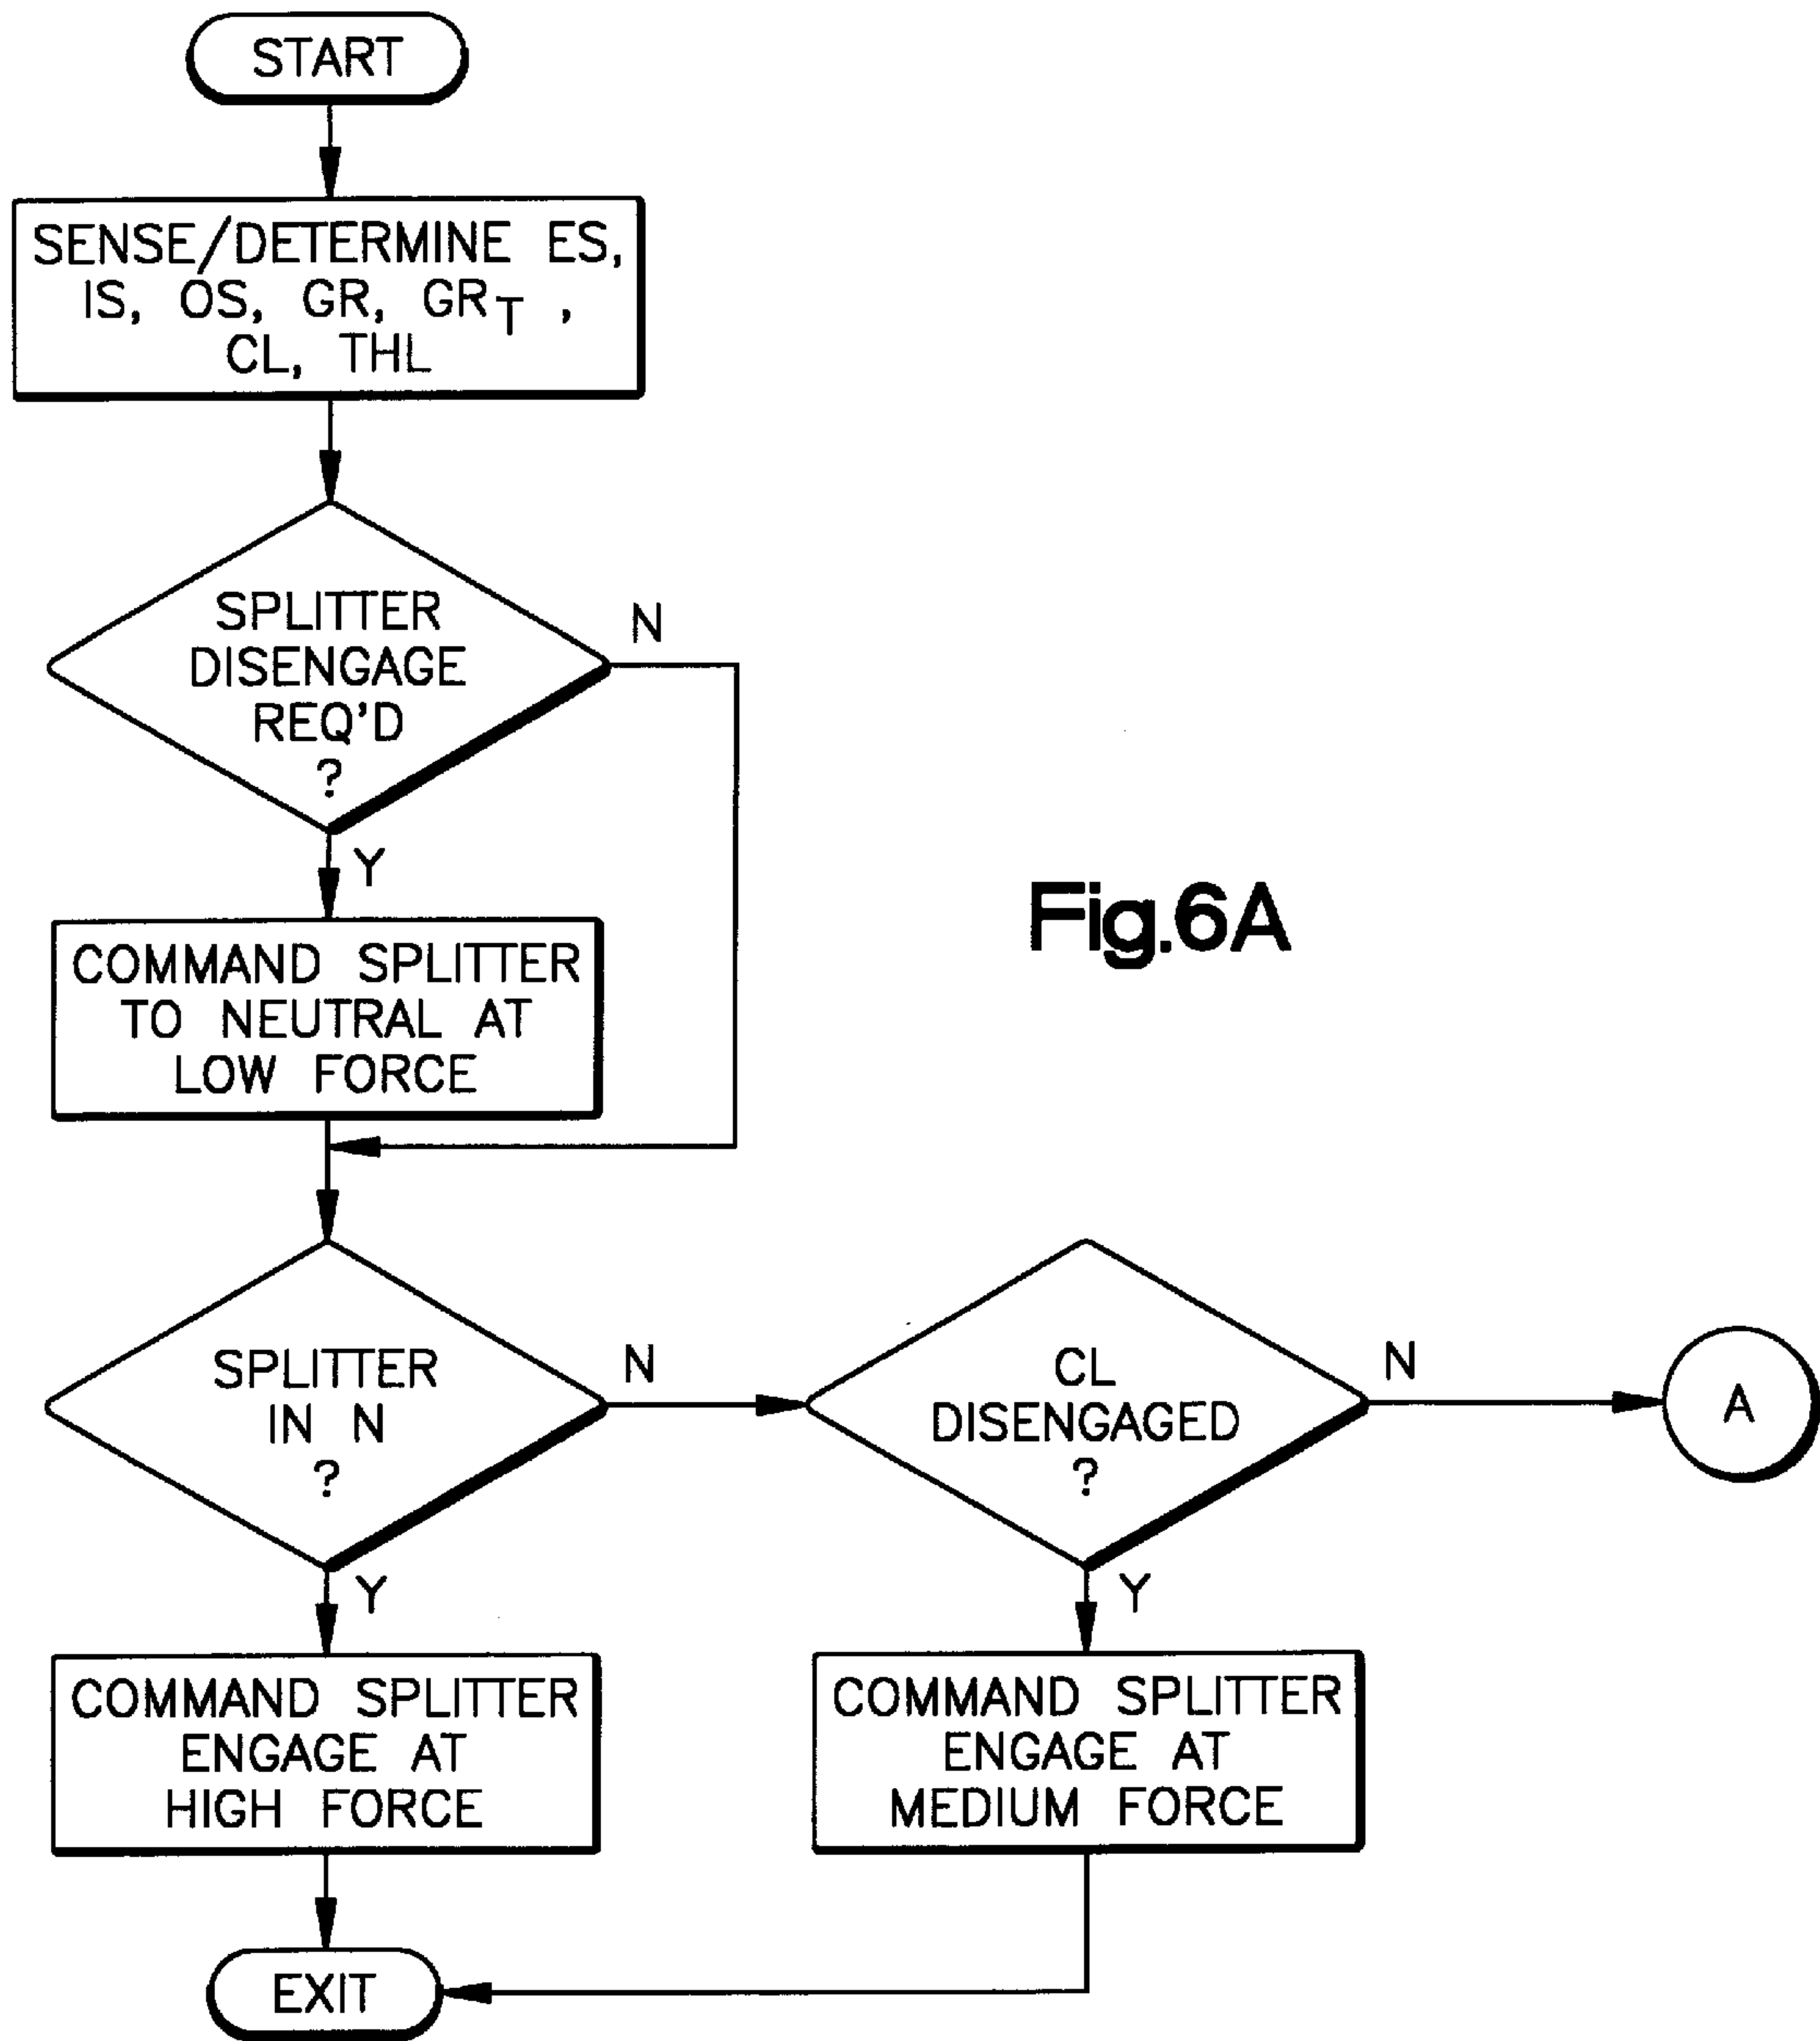 START
SENSE/DETERMINE ES,
IS, OS, GR, GRT ,
CL, THL
SPLITTER
DISENGAGE
REQ'D
?
N
Y
COMMAND SPLITTER
TO NEUTRAL AT
LOW FORCE
Fig.6A
SPLITTER
IN N
?
N
Y
CL
DISENGAGED
?
N
Y
A
COMMAND SPLITTER
ENGAGE AT
HIGH FORCE
COMMAND SPLITTER
ENGAGE AT
MEDIUM FORCE
EXIT